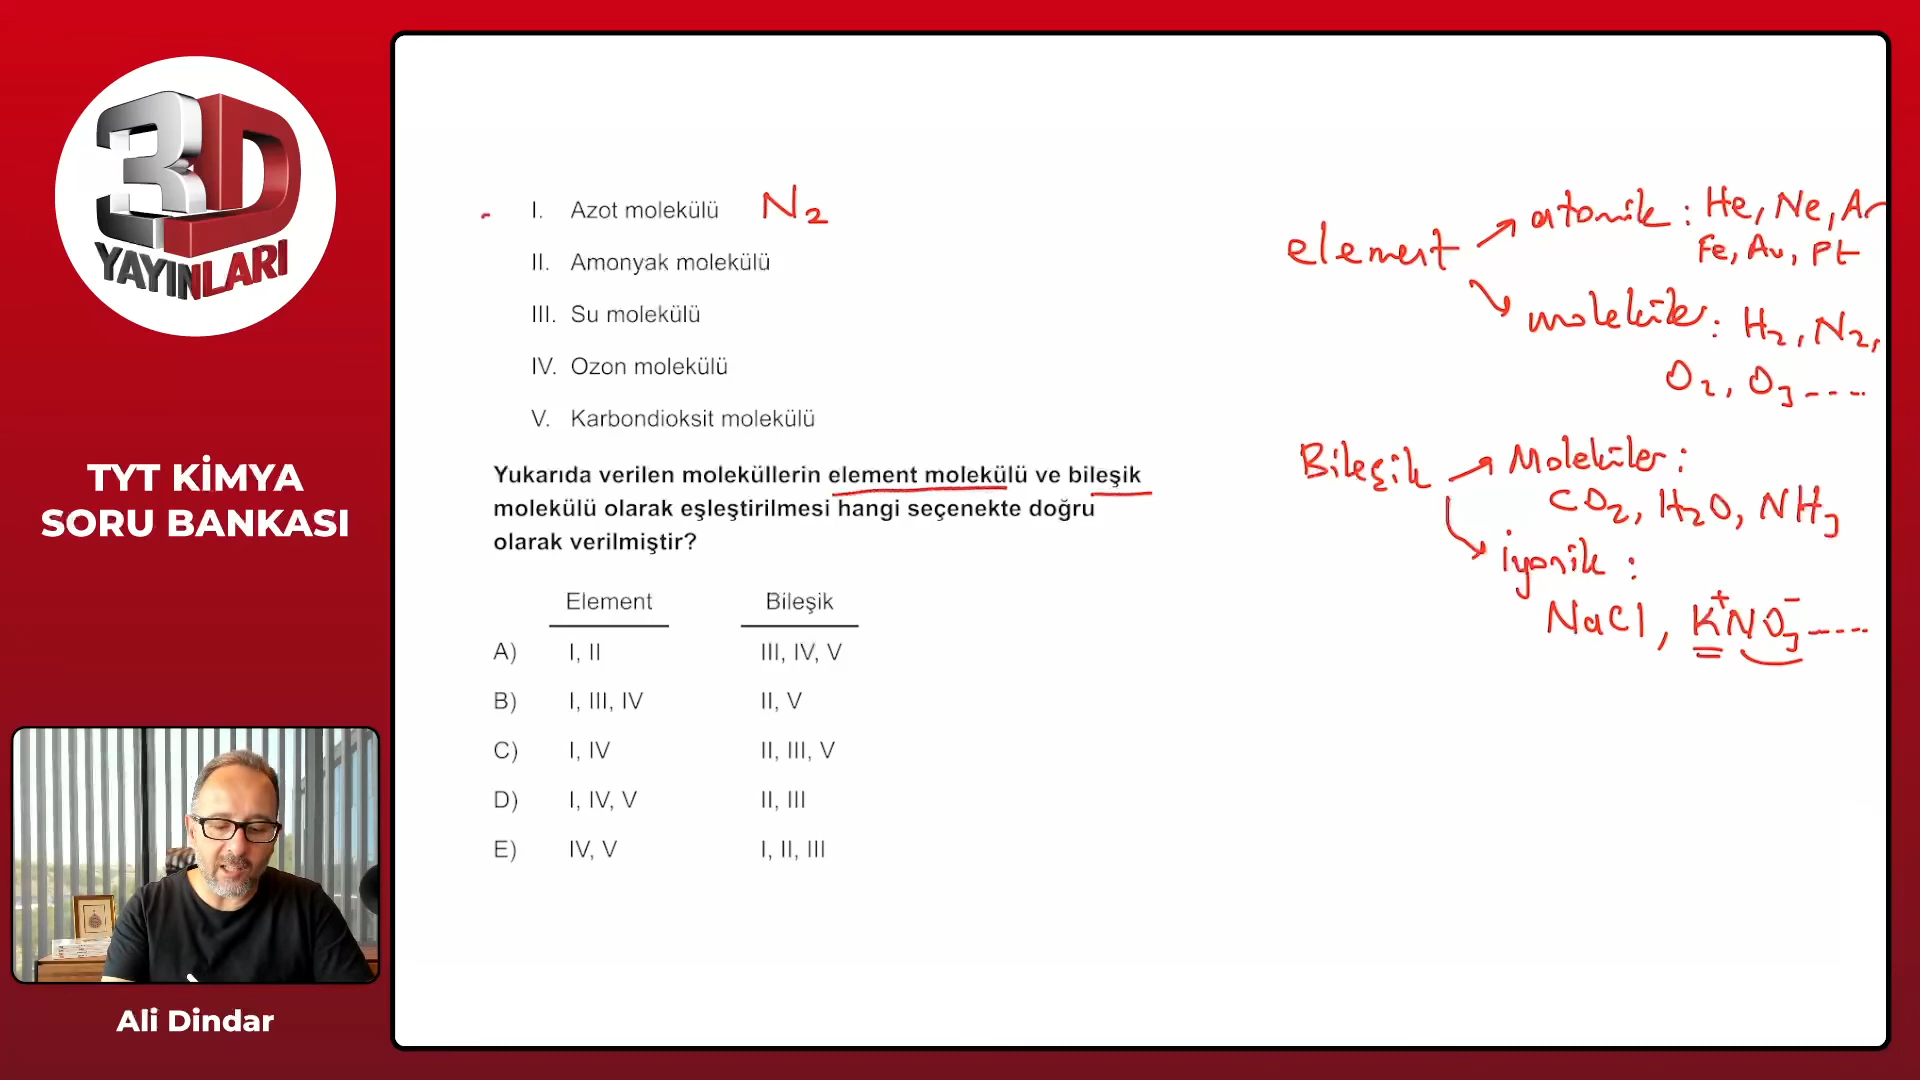 3D
YAYINLARI
TYT KİMYA
SORU BANKASI
Ali Dindar
I. Azot molekülü N2
II. Amonyak molekülü
III. Su molekülü
IV. Ozon molekülü
V. Karbondioksit molekülü
Yukarıda verilen moleküllerin element molekülü ve bileşik
molekülü olarak eşleştirilmesi hangi seçenekte doğru
olarak verilmiştir?
Element Bileşik
A) I, II III, IV, V
B) I, III, IV II, V
C) I, IV II, III, V
D) I, IV, V II, III
E) IV, V I, II, III
element → atomik : He, Ne, Ar
Fe, Au, Pt
→ moleküler : H2, N2,
O2, O3 ----
Bileşik → Moleküler :
CO2, H2O, NH3
→ iyonik :
NaCl, K+NO3- ----